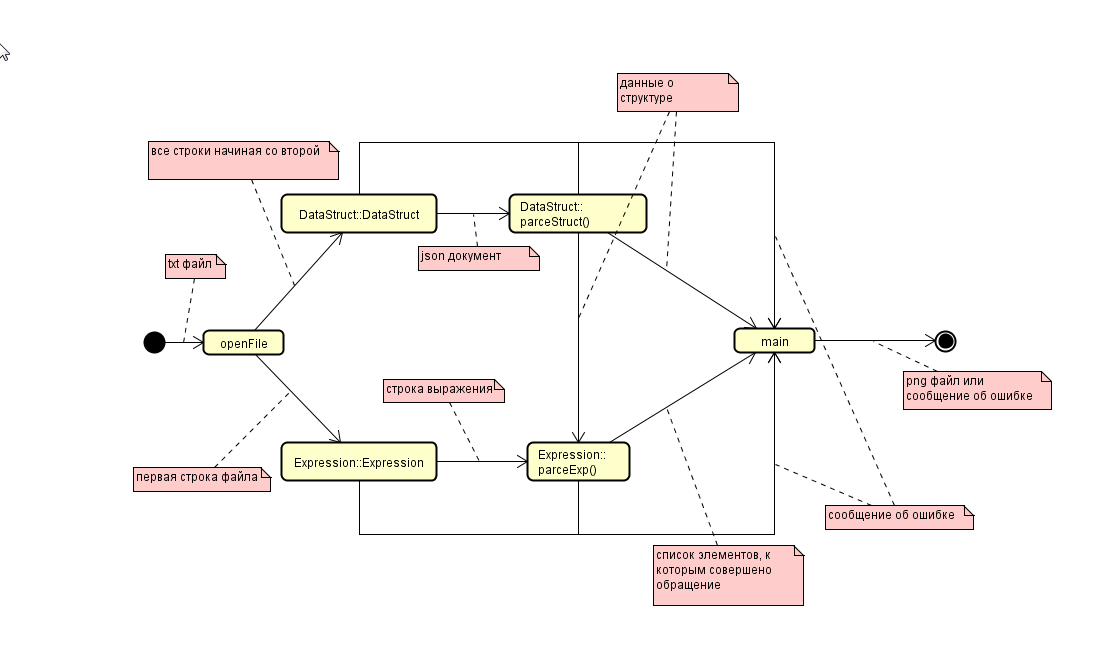 данные о
структуре
все строки начиная со второй
DataStruct::DataStruct
DataStruct::
parceStruct()
json документ
txt файл
openFile
main
png файл или
сообщение об ошибке
строка выражения
Expression::Expression
Expression::
parceExp()
первая строка файла
сообщение об ошибке
список элементов, к
которым совершено
обращение